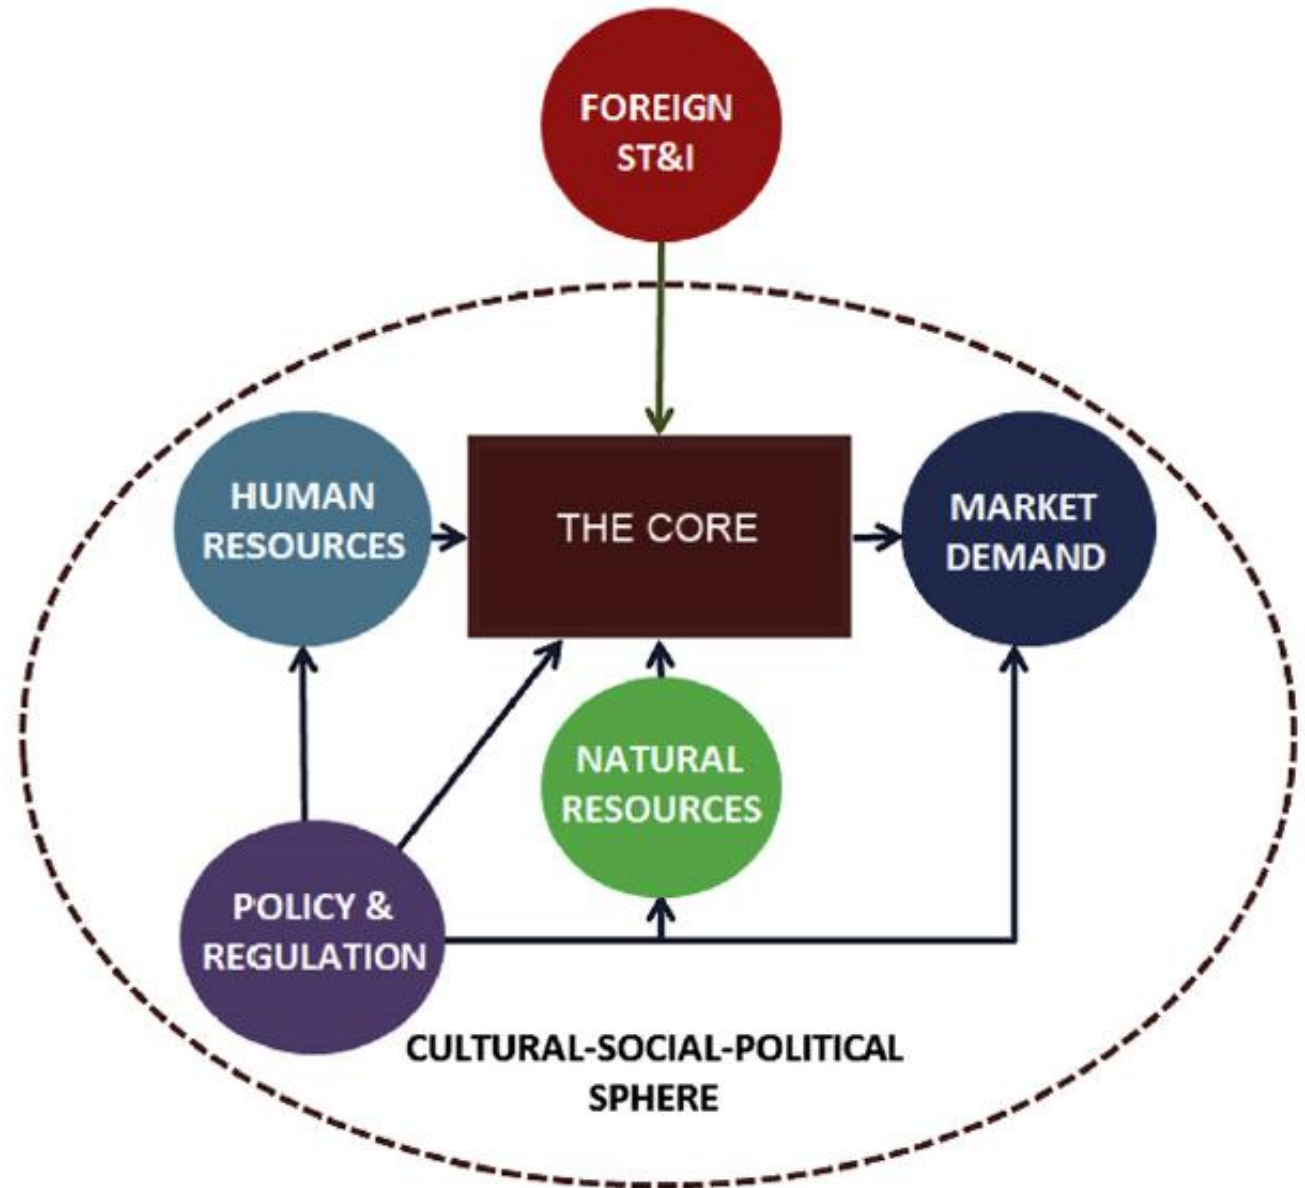 FOREIGN
ST&I
HUMAN
RESOURCES
THE CORE
MARKET
DEMAND
NATURAL
RESOURCES
POLICY &
REGULATION
CULTURAL-SOCIAL-POLITICAL
SPHERE